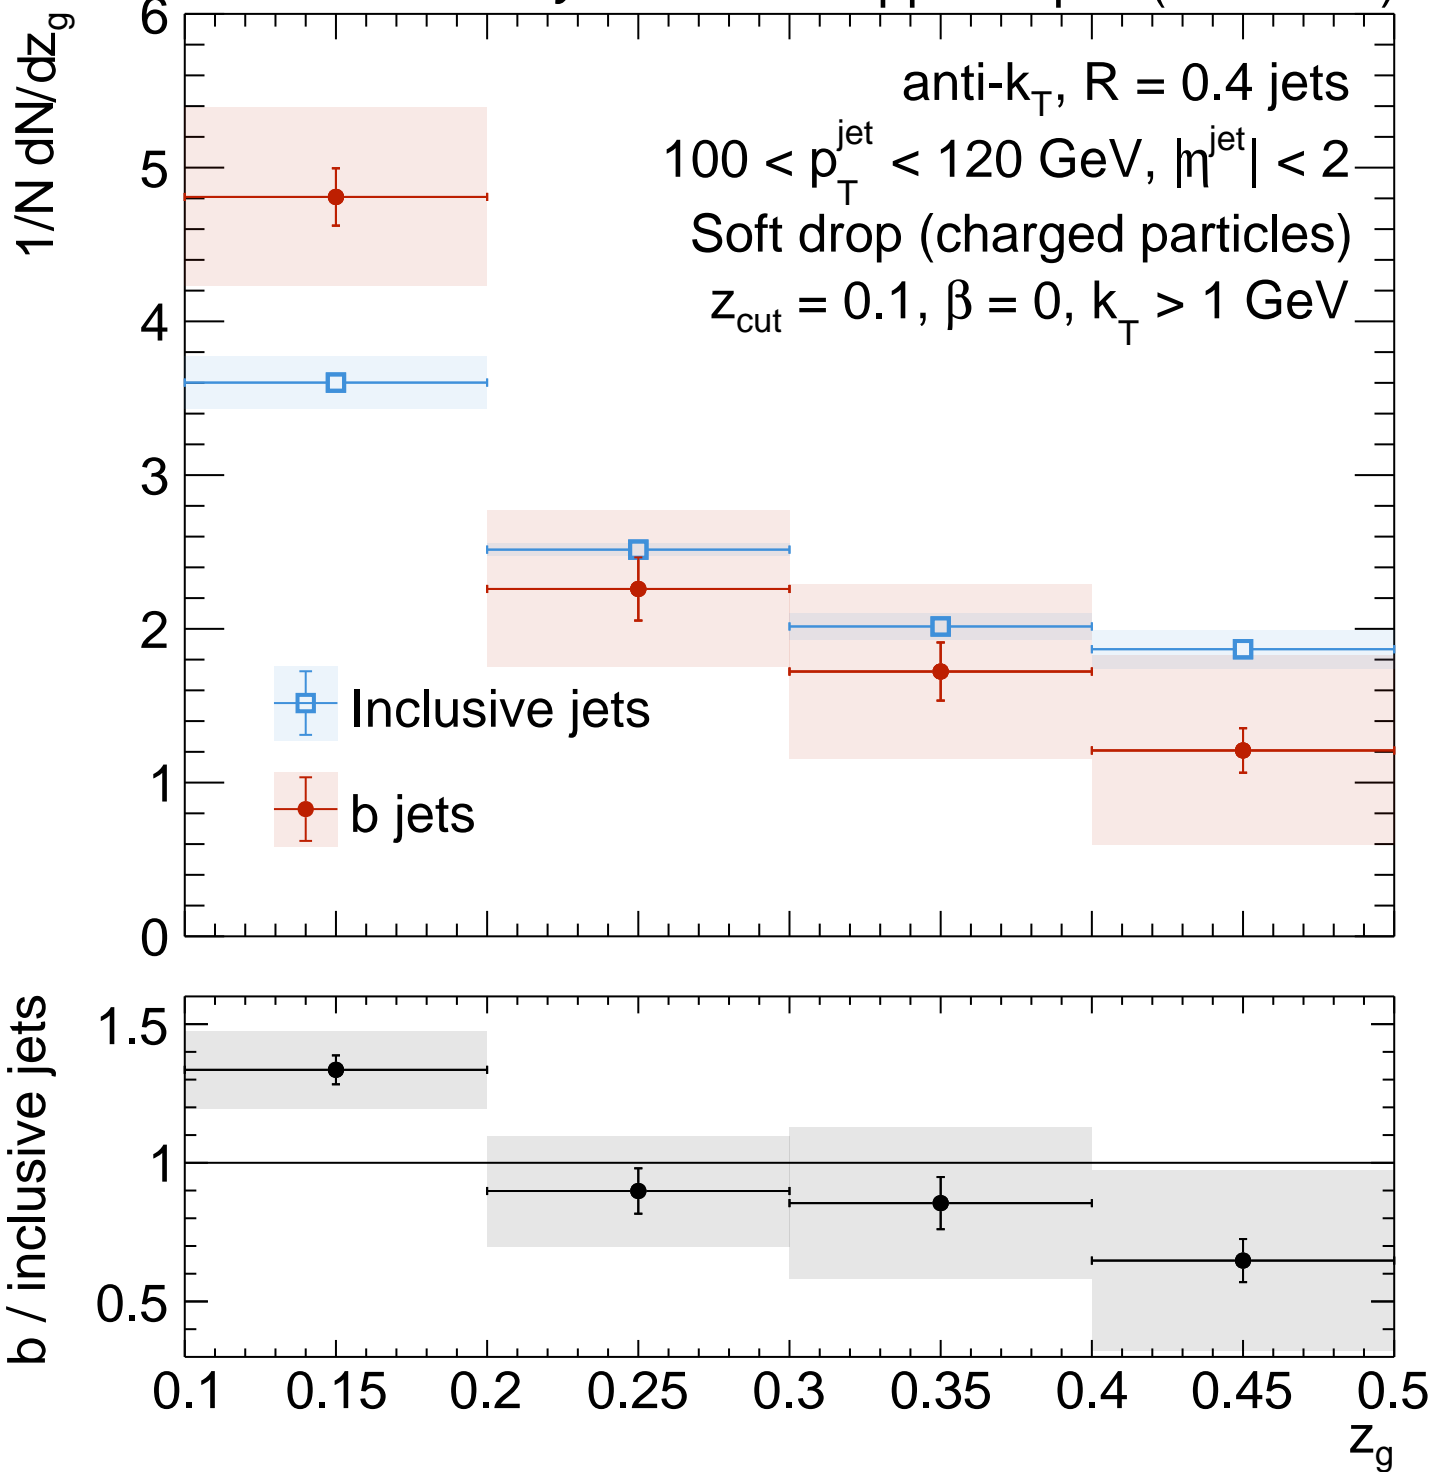 6
1/N dN/dz_g
anti-k_T, R = 0.4 jets
100 < p_T^jet < 120 GeV, |η^jet| < 2
5
Soft drop (charged particles)
z_cut = 0.1, β = 0, k_T > 1 GeV
4
3
2
Inclusive jets
1
b jets
0
b / inclusive jets
1.5
1
0.5
0.1 0.15 0.2 0.25 0.3 0.35 0.4 0.45 0.5
z_g